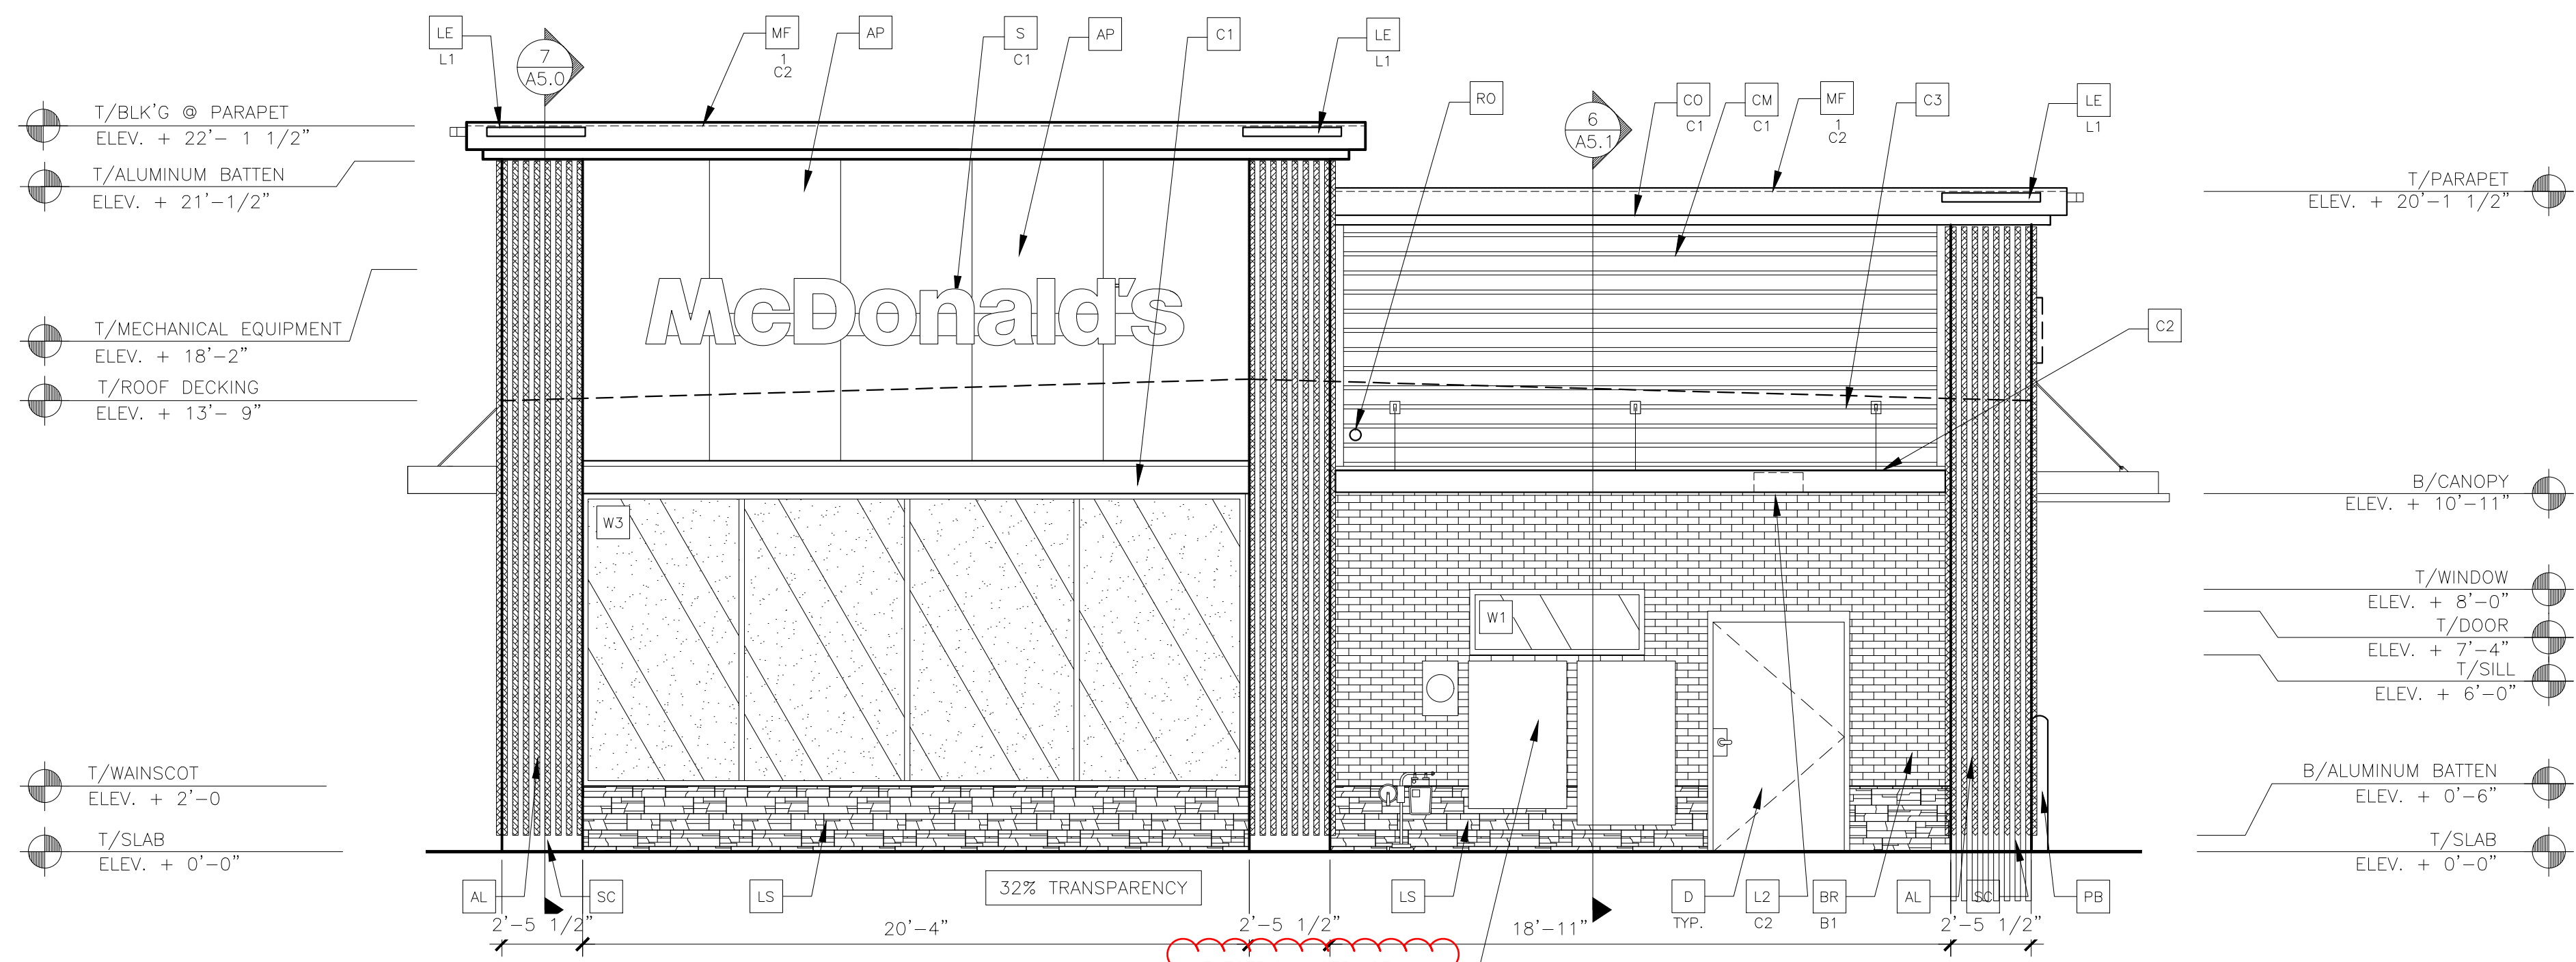 LE
L1
7
A5.0
MF
1
C2
AP
S
C1
AP
C1
LE
L1
RO
6
A5.1
CO
C1
CM
C1
MF
1
C2
C3
LE
L1
T/BLK'G @ PARAPET
ELEV. + 22'- 1 1/2"
T/ALUMINUM BATTEN
ELEV. + 21'-1/2"
T/MECHANICAL EQUIPMENT
ELEV. + 18'-2"
T/ROOF DECKING
ELEV. + 13'- 9"
T/WAINSCOT
ELEV. + 2'-0
T/SLAB
ELEV. + 0'-0"
McDonald's
W3
W1
C2
T/PARAPET
ELEV. + 20'-1 1/2"
B/CANOPY
ELEV. + 10'-11"
T/WINDOW
ELEV. + 8'-0"
T/DOOR
ELEV. + 7'-4"
T/SILL
ELEV. + 6'-0"
B/ALUMINUM BATTEN
ELEV. + 0'-6"
T/SLAB
ELEV. + 0'-0"
AL
SC
LS
32% TRANSPARENCY
LS
D
TYP.
L2
C2
BR
B1
AL
SC
PB
2'-5 1/2"
20'-4"
2'-5 1/2"
18'-11"
2'-5 1/2"